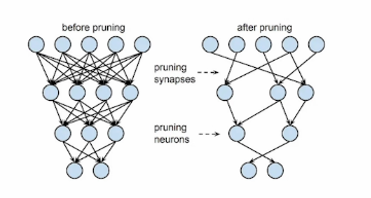 before pruning
after pruning
pruning
synapses
pruning
neurons